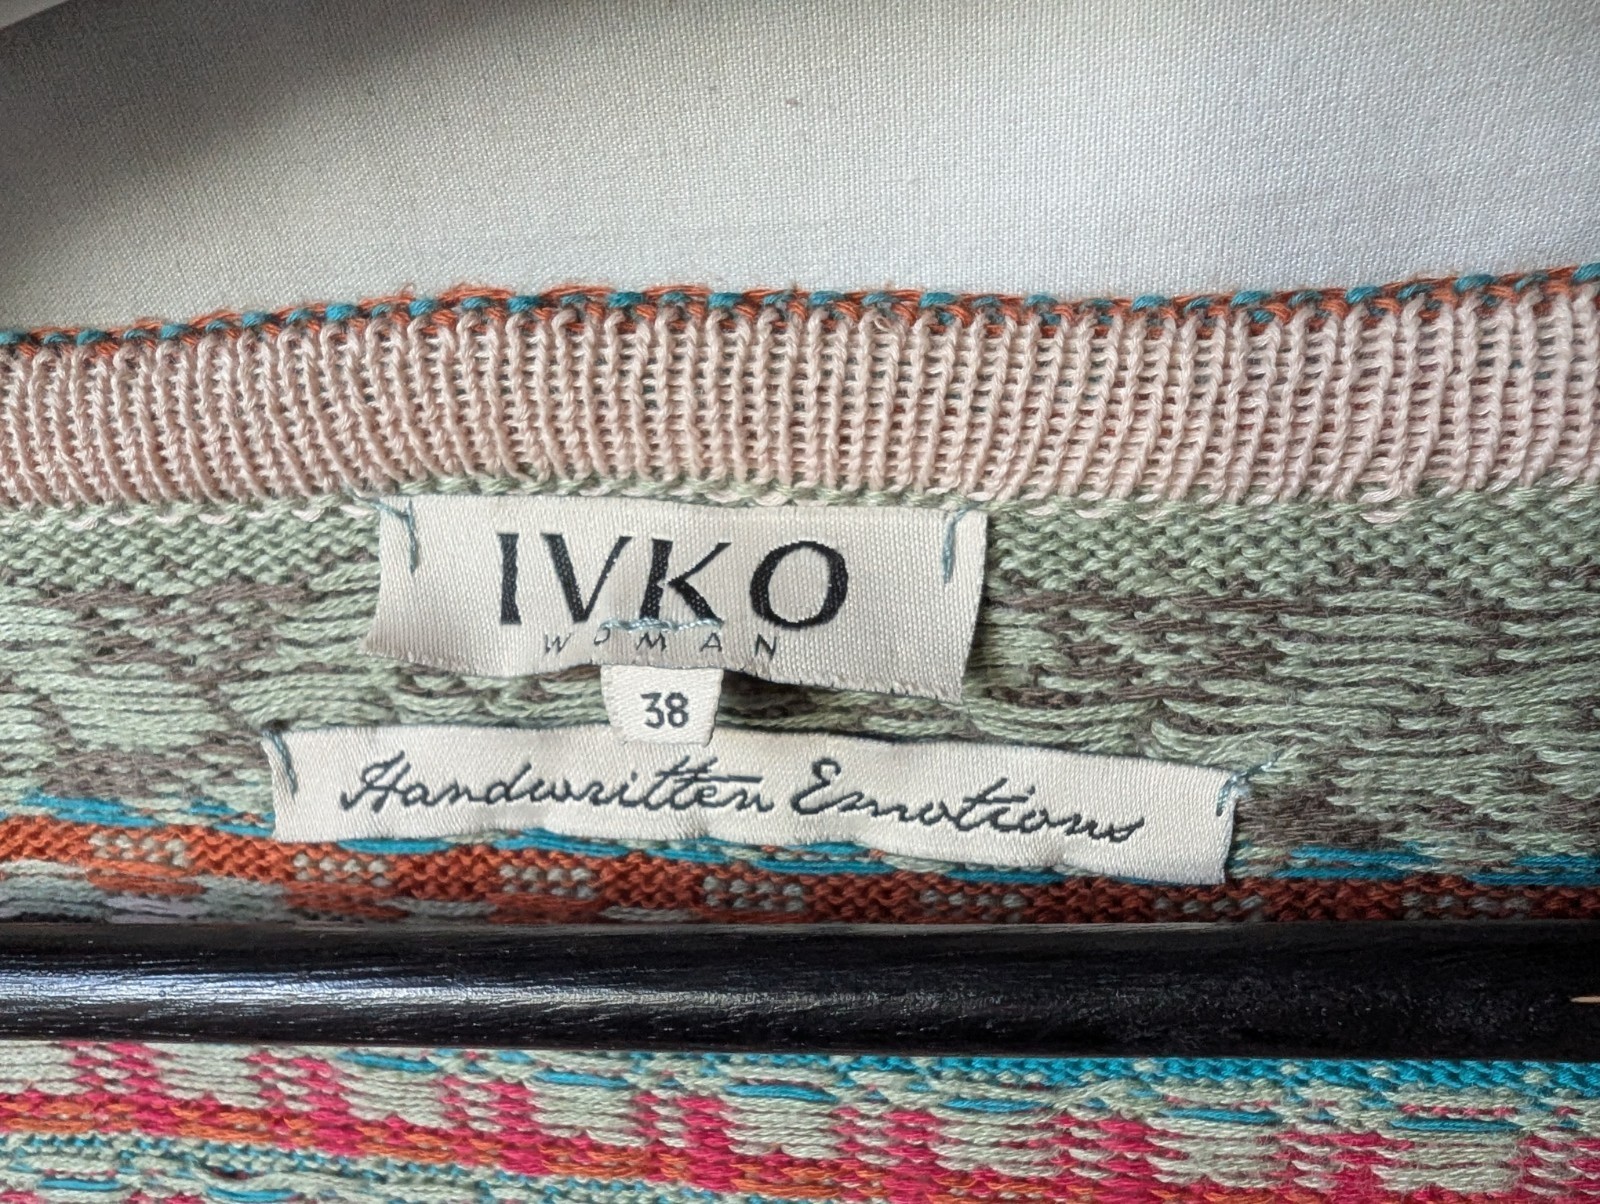 IVKO
WOMAN
38
Handwritten Emotions